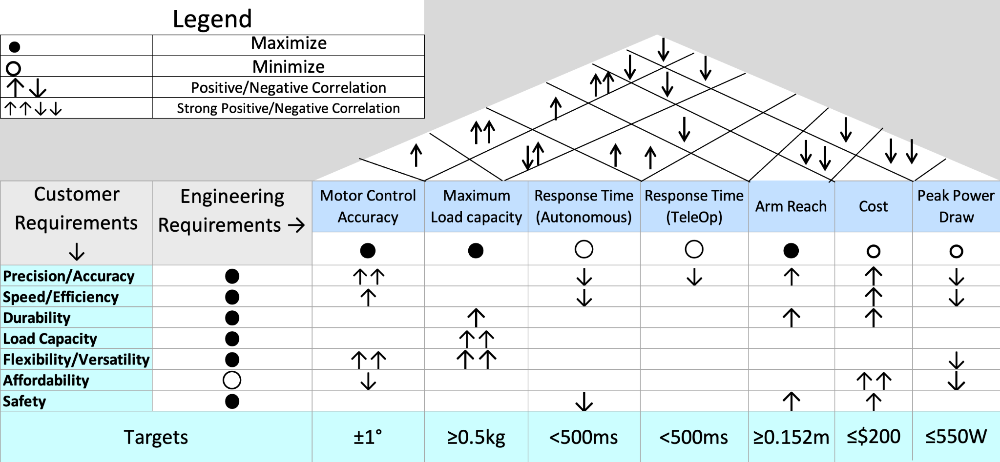 Legend
Maximize
Minimize
Positive/Negative Correlation
Strong Positive/Negative Correlation
Customer
Requirements
Engineering
Requirements →
Motor Control
Accuracy
Maximum
Load capacity
Response Time
(Autonomous)
Response Time
(TeleOp)
Arm Reach
Cost
Peak Power
Draw
Precision/Accuracy
Speed/Efficiency
Durability
Load Capacity
Flexibility/Versatility
Affordability
Safety
Targets
±1°
≥0.5kg
<500ms
<500ms
≥0.152m
≤$200
≤550W